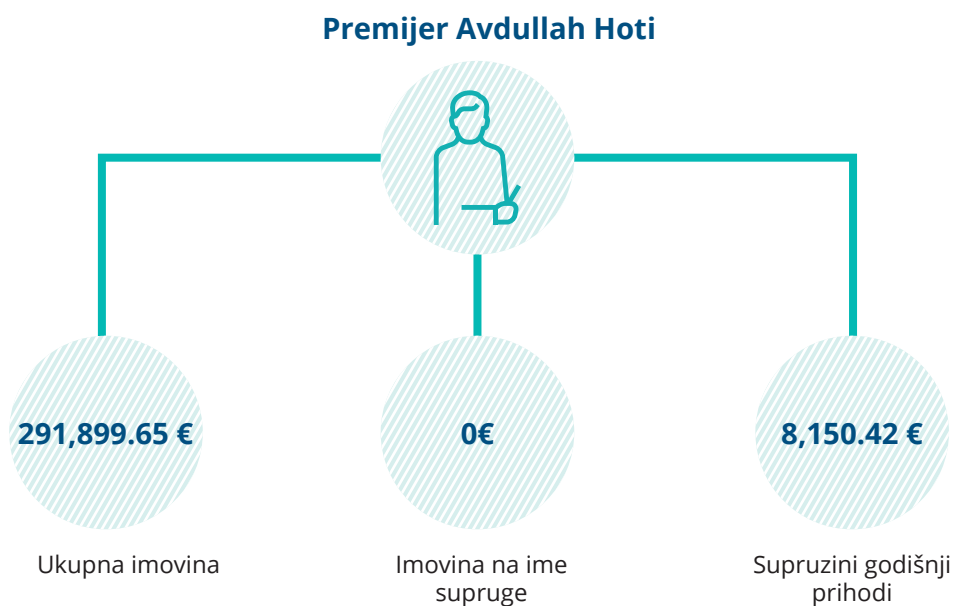 Premijer Avdullah Hoti
291,899.65 €
0€
8,150.42 €
Ukupna imovina
Imovina na ime
supruge
Supruzini godišnji
prihodi